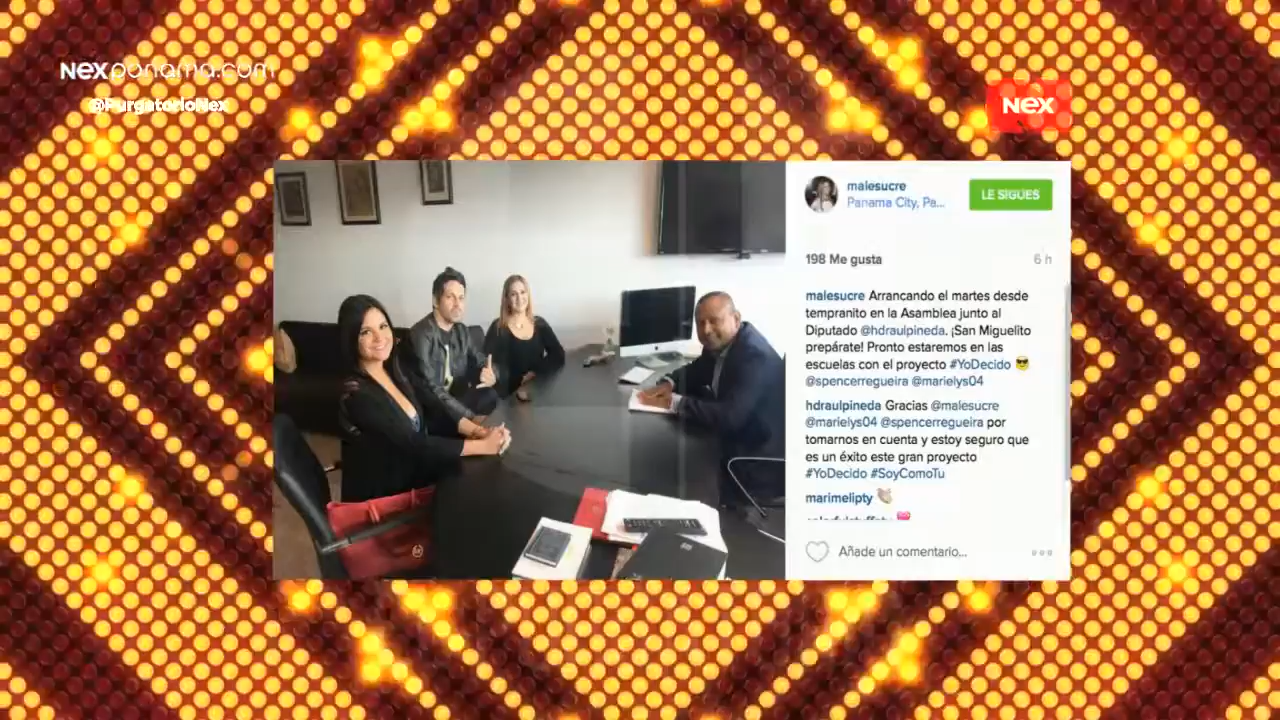 NEXpanama.com
@PurgatorioNex
NEX
malesucre
Panama City, Pa...
LE SIGUES
198 Me gusta
6 h
malesucre Arrancando el martes desde
tempranito en la Asamblea junto al
Diputado @hdraulpineda. ¡San Miguelito
prepárate! Pronto estaremos en las
escuelas con el proyecto #YoDecido 😎
@spencerregueira @marielys04
hdraulpineda Gracias @malesucre
@marielys04 @spencerregueira por
tomarnos en cuenta y estoy seguro que
es un éxito este gran proyecto
#YoDecido #SoyComoTu
marimelipty 👏
Añade un comentario...